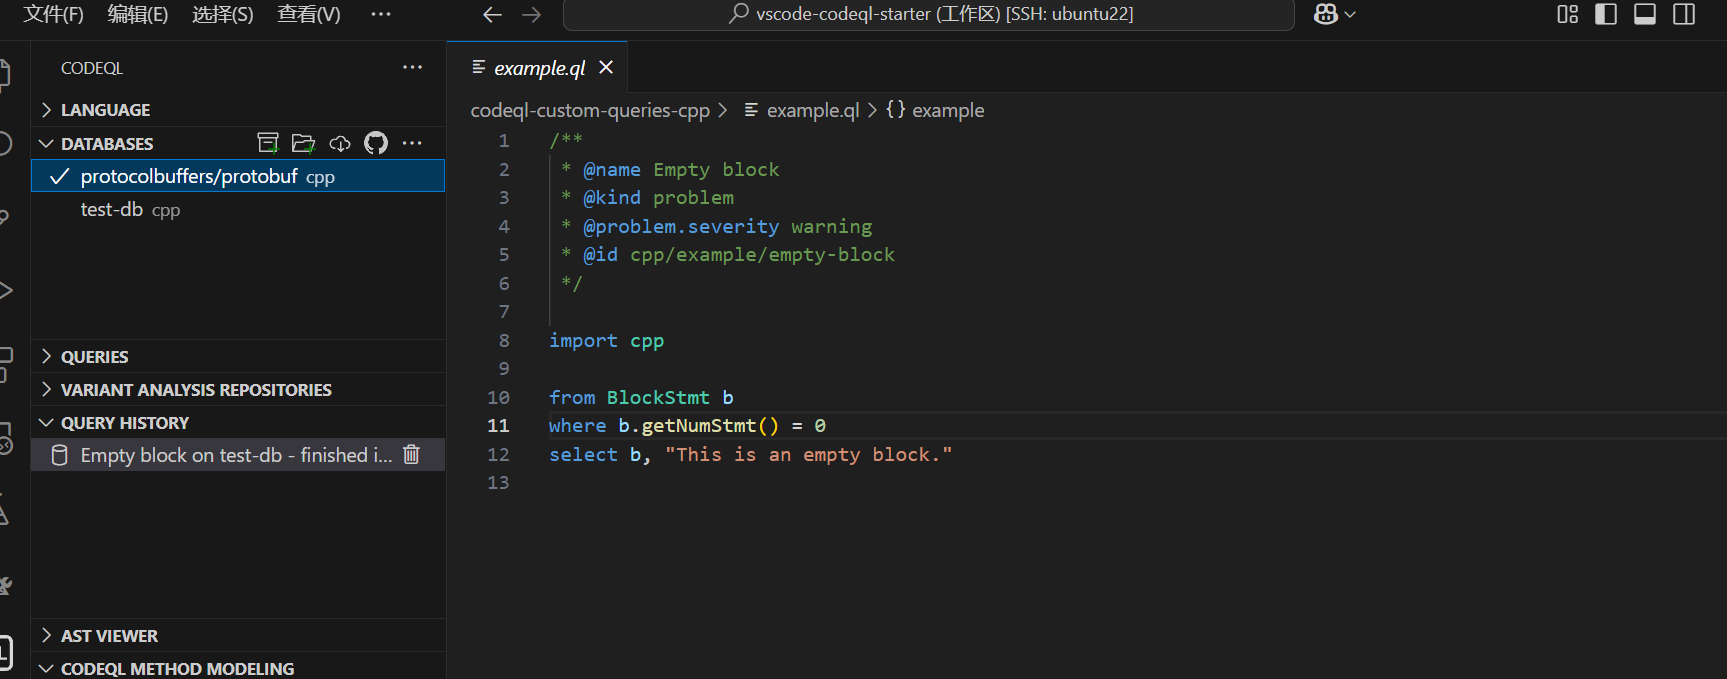 文件(F) 编辑(E) 选择(S) 查看(V) ··· vscode-codeql-starter (工作区) [SSH: ubuntu22]
CODEQL ···
LANGUAGE
DATABASES ···
protocolbuffers/protobuf cpp
test-db cpp
QUERIES
VARIANT ANALYSIS REPOSITORIES
QUERY HISTORY
Empty block on test-db - finished i...
AST VIEWER
CODEQL METHOD MODELING
example.ql
codeql-custom-queries-cpp > example.ql > {} example
1 /**
2 * @name Empty block
3 * @kind problem
4 * @problem.severity warning
5 * @id cpp/example/empty-block
6 */
7
8 import cpp
9
10 from BlockStmt b
11 where b.getNumStmt() = 0
12 select b, "This is an empty block."
13